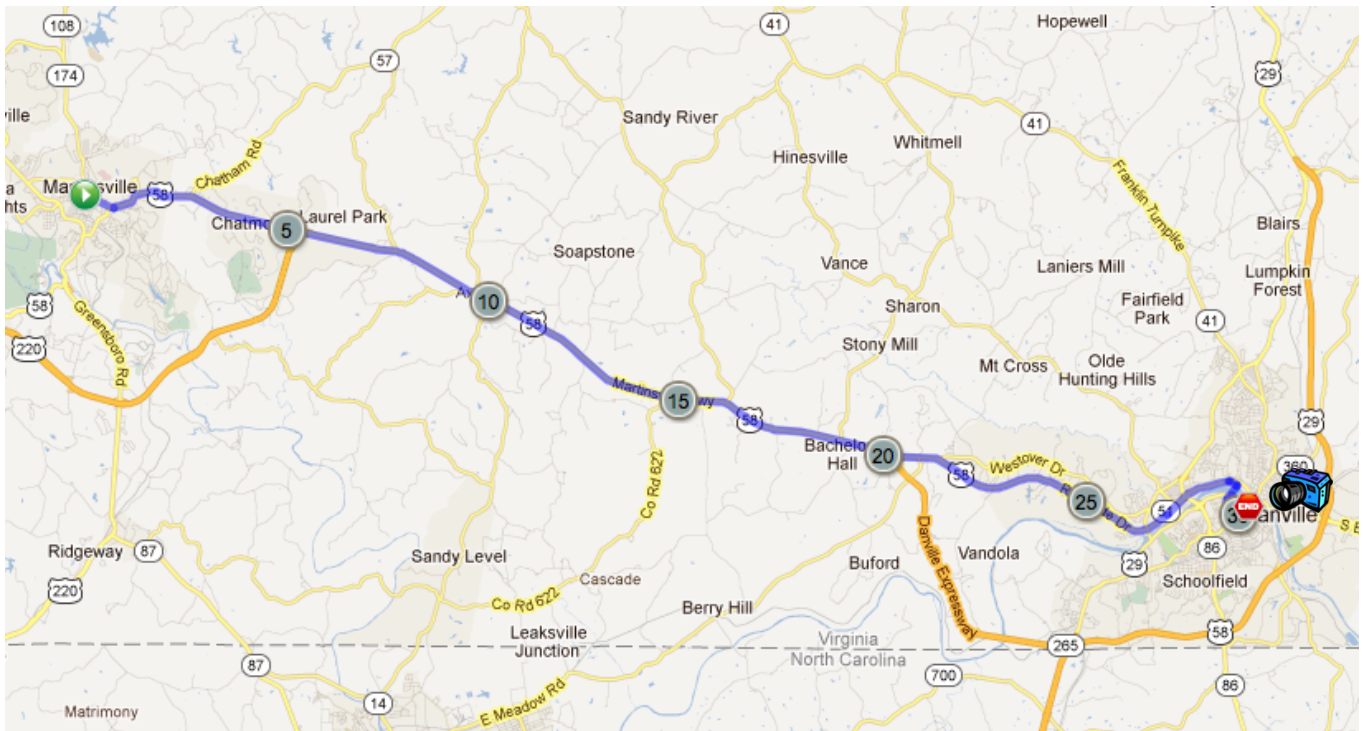 108
41
Hopewell
174
57
29
ville
Sandy River
41
Whitmell
Hinesville
Chatham Rd
Franklin Turnpike
58
a
hts
Laurel Park
5
Blairs
Soapstone
Vance
Laniers Mill
Lumpkin
Forest
10
Sharon
Fairfield
Park
58
Greensboro Rd
58
41
220
Stony Mill
Mt Cross
Olde
Hunting Hills
15
58
29
Hall
20
58
Westover Dr
25
51
360
END
Co Rd 622
Danville Expressway
Ridgeway
87
Sandy Level
Vandola
29
86
Buford
Schoolfield
220
Cascade
Co Rd 622
Berry Hill
Leaksville
Junction
Virginia
North Carolina
265
58
87
700
86
14
E Meadow Rd
Matrimony